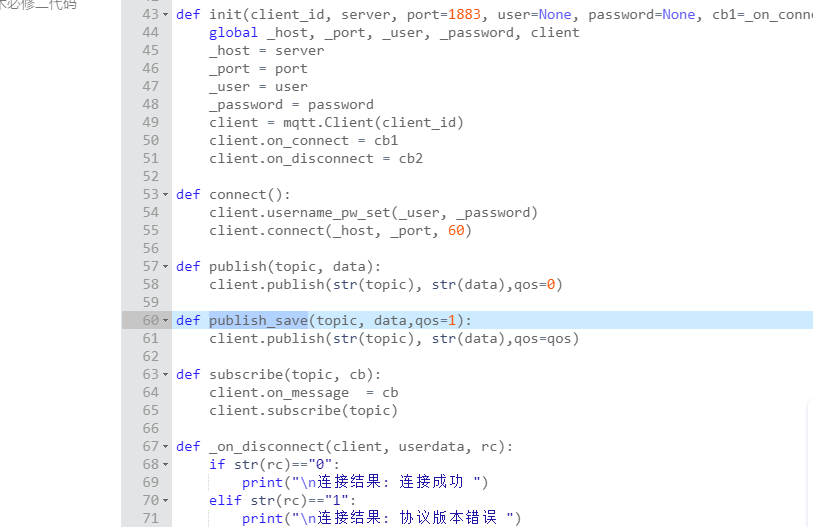 必修二代码
43 def init(client_id, server, port=1883, user=None, password=None, cb1=_on_conne
44 global _host, _port, _user, _password, client
45 _host = server
46 _port = port
47 _user = user
48 _password = password
49 client = mqtt.Client(client_id)
50 client.on_connect = cb1
51 client.on_disconnect = cb2
52
53 def connect():
54 client.username_pw_set(_user, _password)
55 client.connect(_host, _port, 60)
56
57 def publish(topic, data):
58 client.publish(str(topic), str(data),qos=0)
59
60 def publish_save(topic, data,qos=1):
61 client.publish(str(topic), str(data),qos=qos)
62
63 def subscribe(topic, cb):
64 client.on_message  = cb
65 client.subscribe(topic)
66
67 def _on_disconnect(client, userdata, rc):
68 if str(rc)=="0":
69 print("\n连接结果: 连接成功 ")
70 elif str(rc)=="1":
71 print("\n连接结果: 协议版本错误 ")